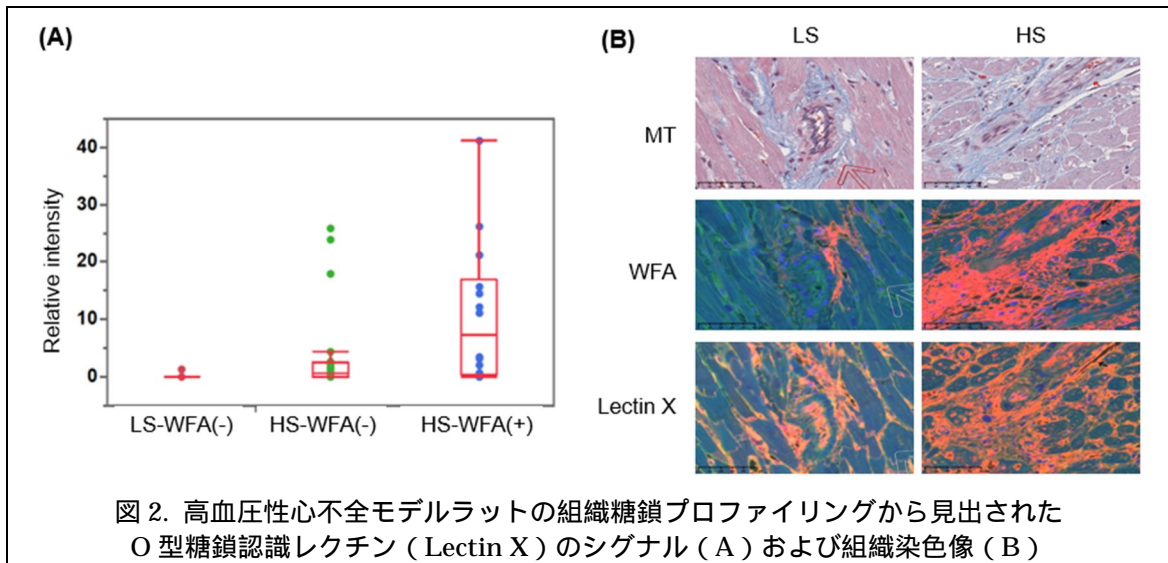 (A)
Relative intensity
40
30
20
10
0
LS-WFA(-)
HS-WFA(-)
HS-WFA(+)
(B)
LS
HS
MT
WFA
Lectin X
図 2. 高血圧性心不全モデルラットの組織糖鎖プロファイリングから見出された
O 型糖鎖認識レクチン（Lectin X）のシグナル（A）および組織染色像（B）